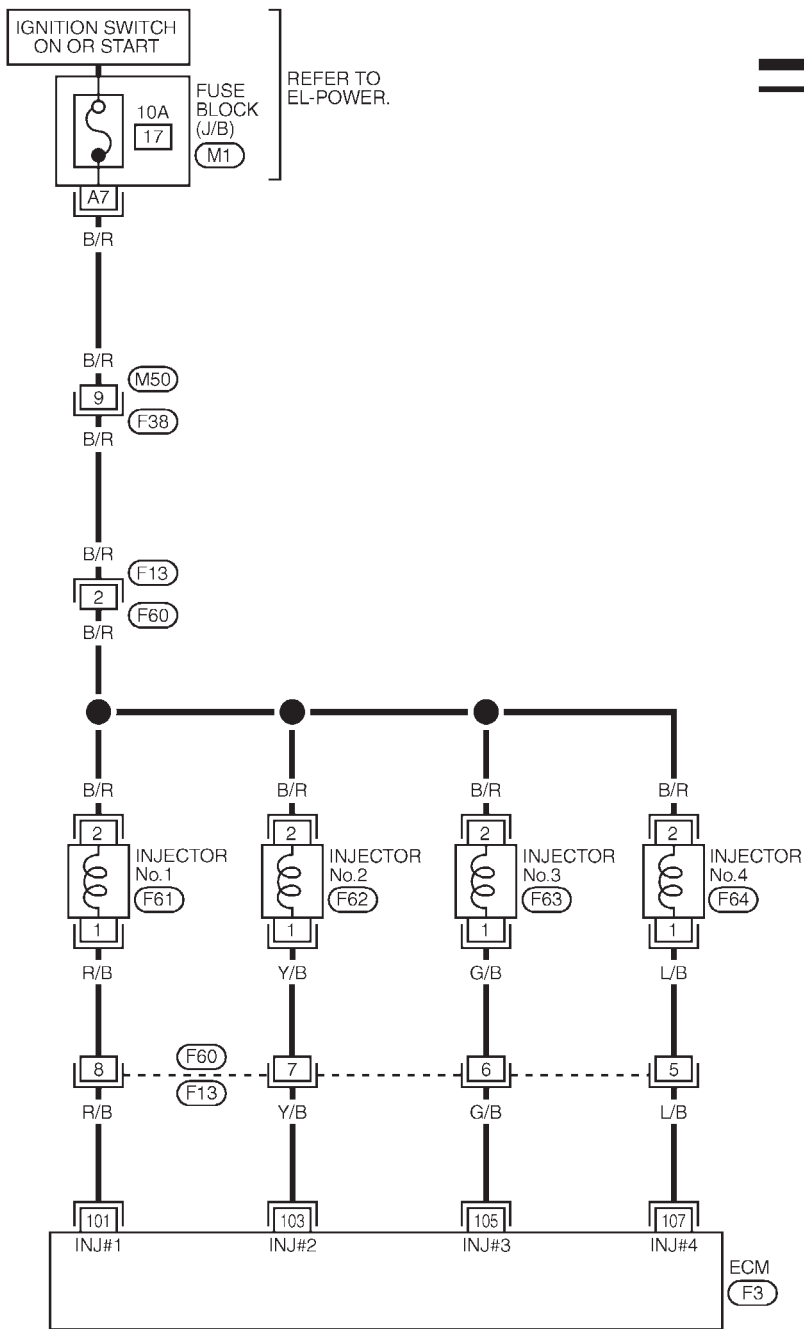 IGNITION SWITCH
ON OR START
REFER TO
EL-POWER.
FUSE
BLOCK
(J/B)
M1
10A
17
A7
B/R
B/R
M50
9
F38
B/R
B/R
F13
2
F60
B/R
B/R B/R B/R B/R
2 2 2 2
INJECTOR
No.1
F61
INJECTOR
No.2
F62
INJECTOR
No.3
F63
INJECTOR
No.4
F64
1 1 1 1
R/B Y/B G/B L/B
F60
8 7 6 5
F13
R/B Y/B G/B L/B
101 103 105 107
INJ#1 INJ#2 INJ#3 INJ#4
ECM
F3